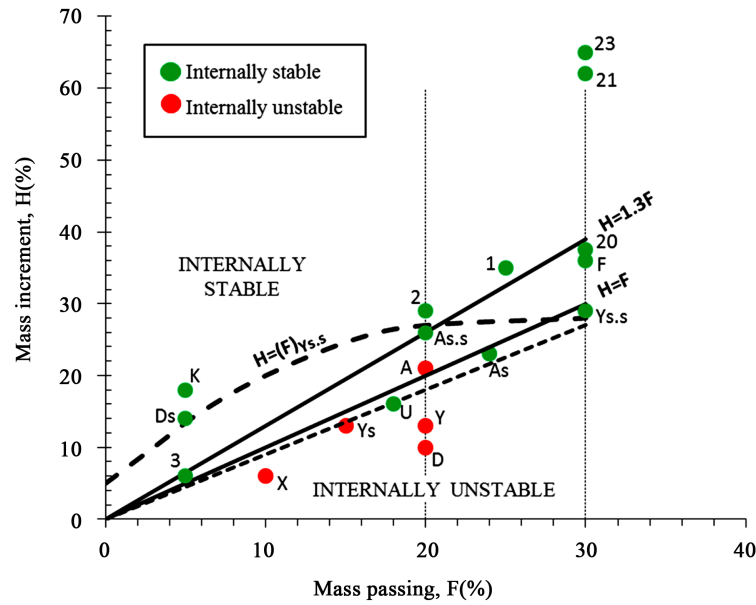 70
60
50
40
30
20
10
0
Mass increment, H(%)
Internally stable
Internally unstable
INTERNALLY
STABLE
23
21
H=1.3F
20
F
1
H=F
2
Ys.s
H=(F)Ys.s
As.s
A
As
K
Ds
U
Y
Ys
D
3
X
INTERNALLY UNSTABLE
0
10
20
30
40
Mass passing, F(%)